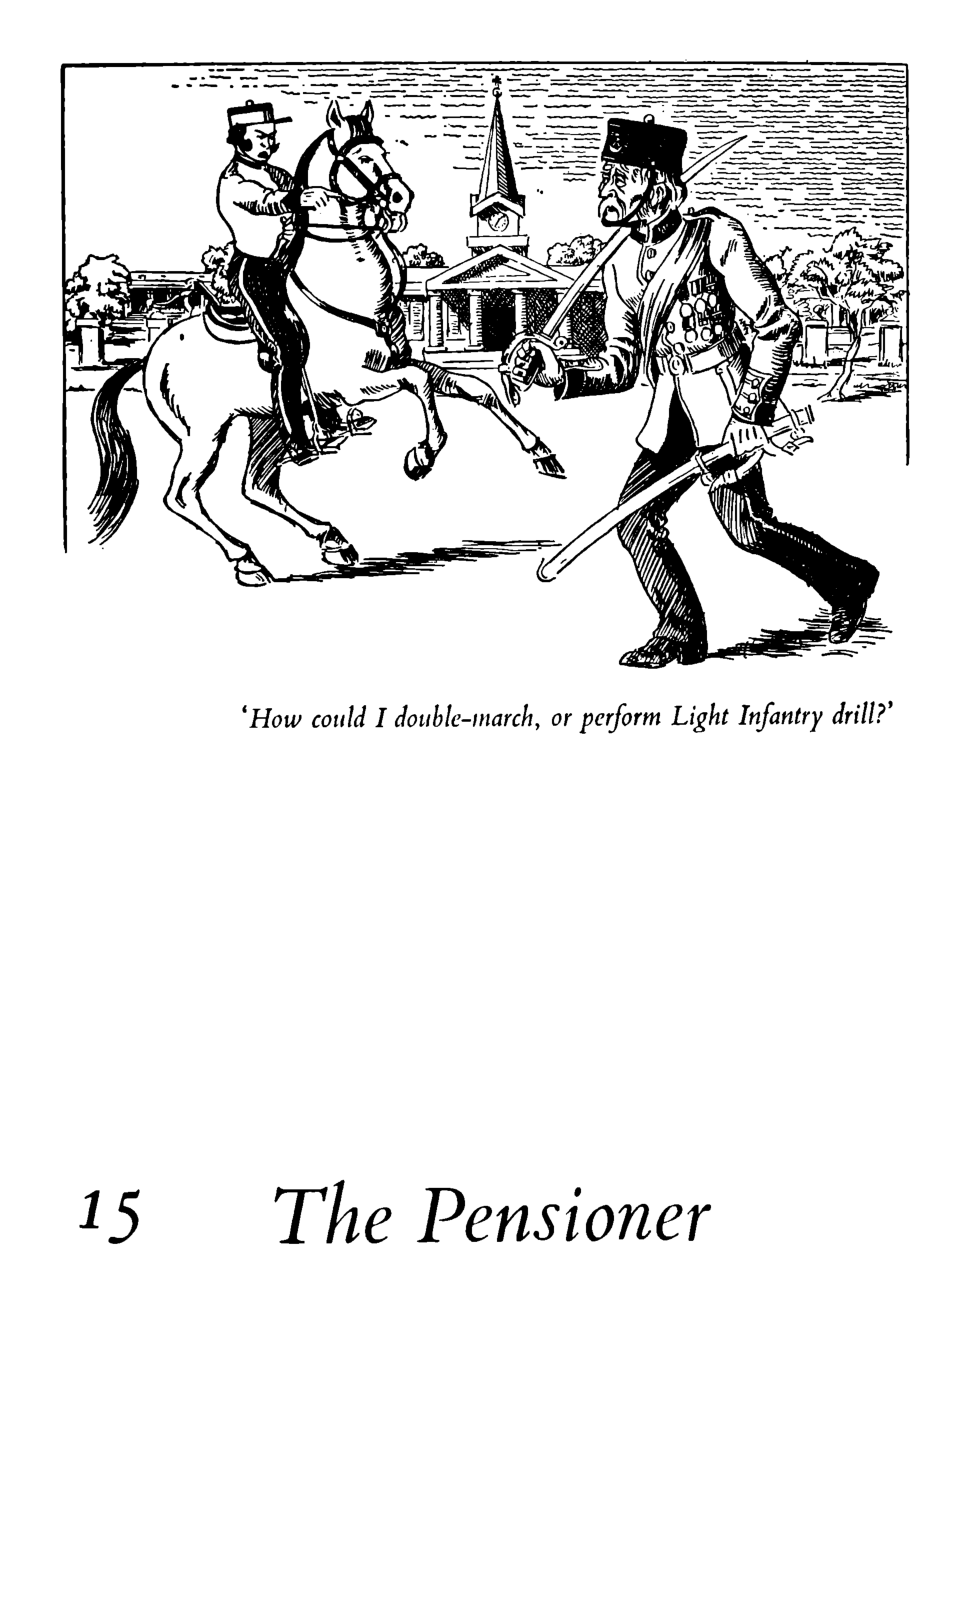 ‘How could I double-march, or perform Light Infantry drill?’
15 The Pensioner